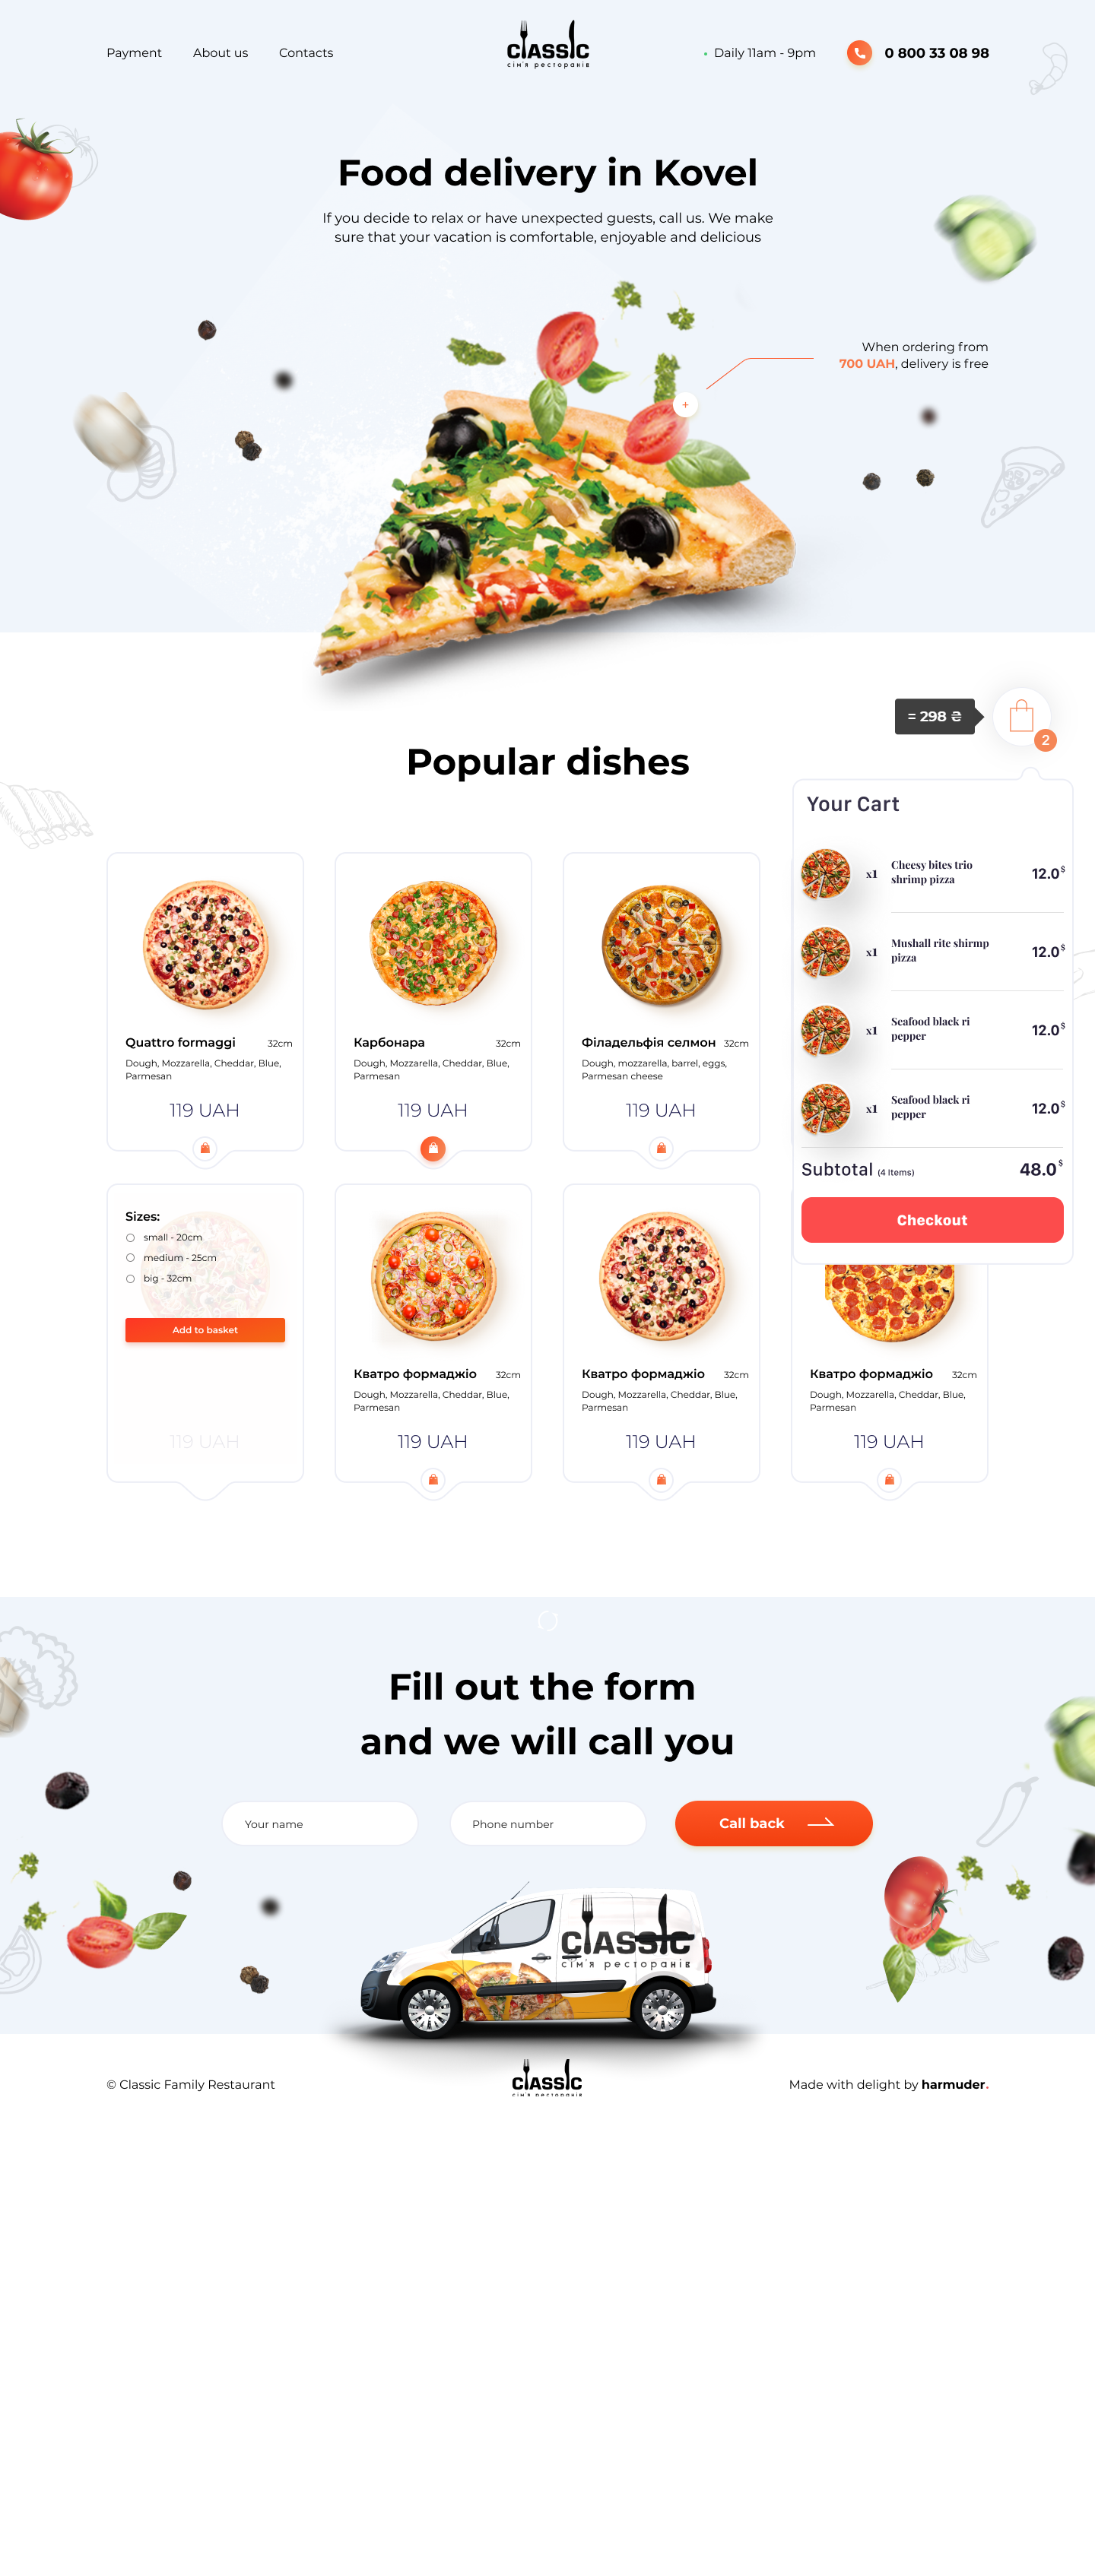 Payment
About us
Contacts
ClASSIC
сім'я ресторанів
Daily 11am - 9pm
0 800 33 08 98
Food delivery in Kovel
If you decide to relax or have unexpected guests, call us. We make
sure that your vacation is comfortable, enjoyable and delicious
When ordering from
700 UAH, delivery is free
+
= 298 ₴
2
Popular dishes
Your Cart
x1
Cheesy bites trio
shrimp pizza
12.0$
x1
Mushall rite shirmp
pizza
12.0$
x1
Seafood black ri
pepper
12.0$
x1
Seafood black ri
pepper
12.0$
Subtotal (4 Items)
48.0$
Checkout
Quattro formaggi
32cm
Dough, Mozzarella, Cheddar, Blue,
Parmesan
119 UAH
Карбонара
32cm
Dough, Mozzarella, Cheddar, Blue,
Parmesan
119 UAH
Філадельфія селмон
32cm
Dough, mozzarella, barrel, eggs,
Parmesan cheese
119 UAH
Sizes:
small - 20cm
medium - 25cm
big - 32cm
Add to basket
119 UAH
Кватро формаджіо
32cm
Dough, Mozzarella, Cheddar, Blue,
Parmesan
119 UAH
Кватро формаджіо
32cm
Dough, Mozzarella, Cheddar, Blue,
Parmesan
119 UAH
Кватро формаджіо
32cm
Dough, Mozzarella, Cheddar, Blue,
Parmesan
119 UAH
Fill out the form
and we will call you
Your name
Phone number
Call back
ClASSIC
сім'я ресторанів
© Classic Family Restaurant
ClASSIC
сім'я ресторанів
Made with delight by harmuder.